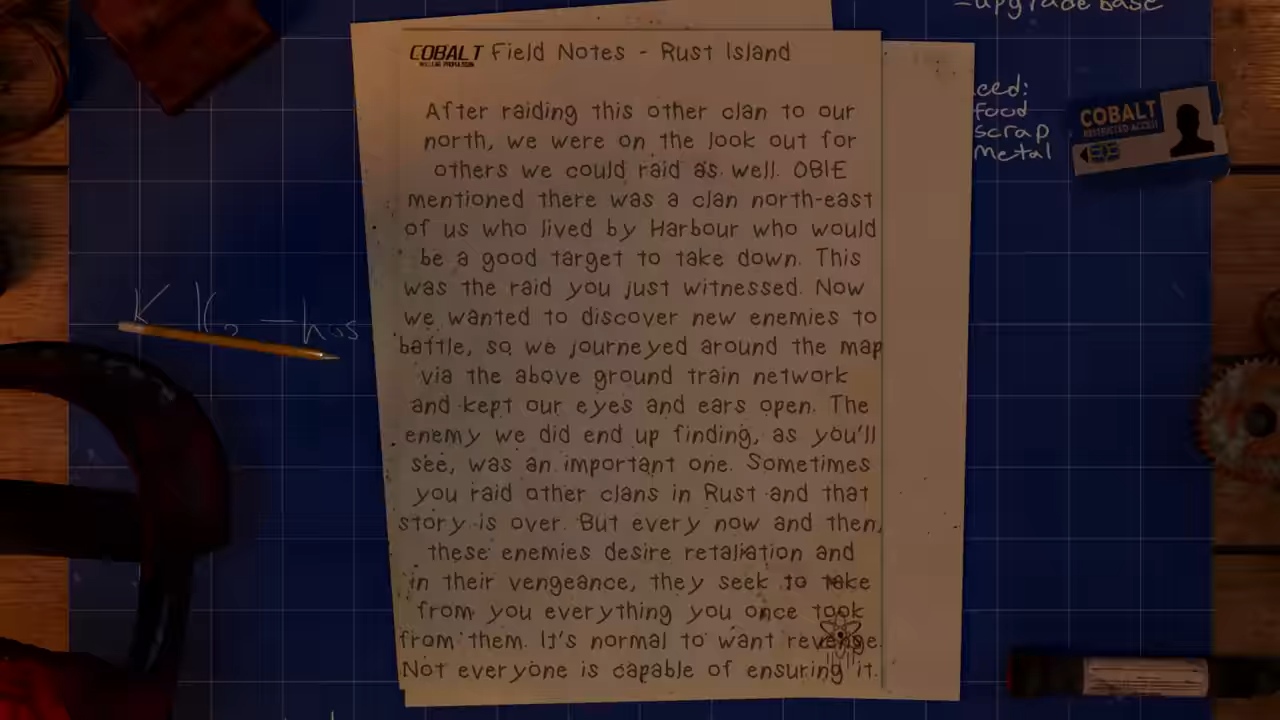 -upgrade base
COBALT Field Notes - Rust Island
After raiding this other clan to our
north, we were on the look out for
others we could raid as well. OBIE
mentioned there was a clan north-east
of us who lived by Harbour who would
be a good target to take down. This
was the raid you just witnessed. Now
we wanted to discover new enemies to
battle, so we journeyed around the map
via the above ground train network
and kept our eyes and ears open. The
enemy we did end up finding, as you'll
see, was an important one. Sometimes
you raid other clans in Rust and that
story is over. But every now and then,
these enemies desire retaliation and
in their vengeance, they seek to take
from you everything you once took
from them. It's normal to want revenge.
Not everyone is capable of ensuring it.
food
scrap
Metal
COBALT
RESTRICTED ACCESS
- has